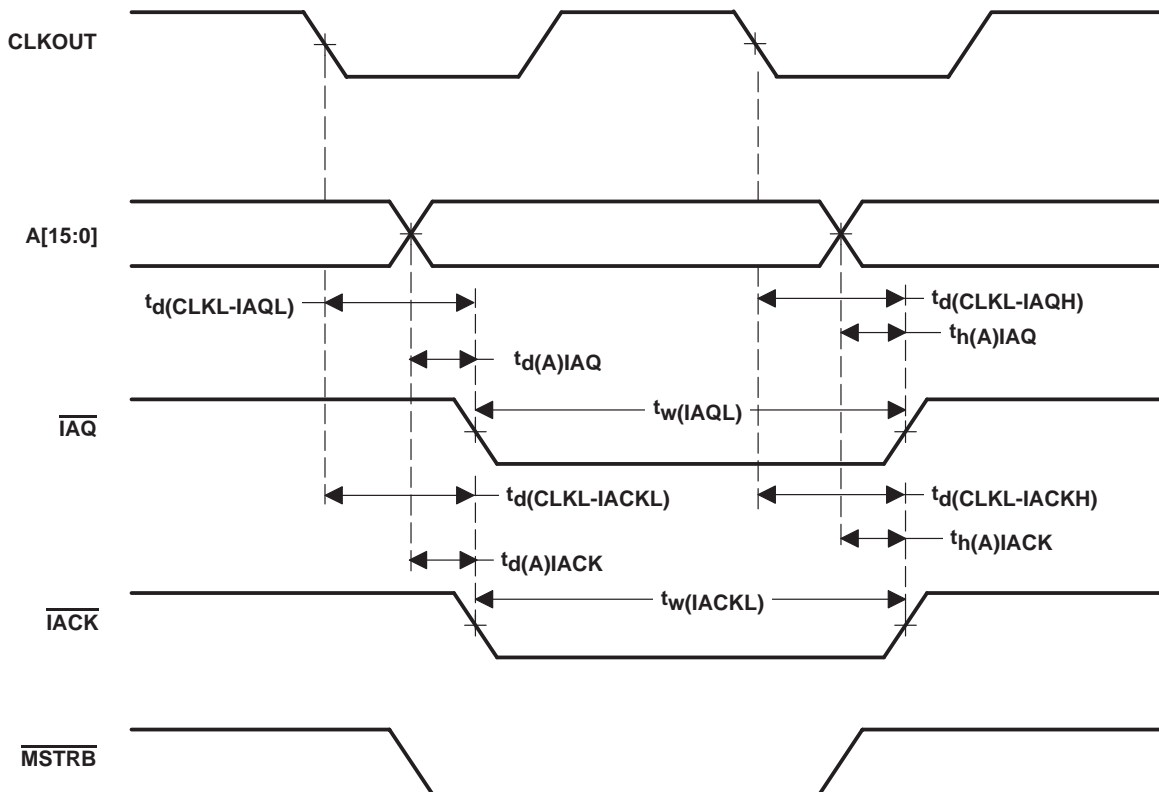 CLKOUT
A[15:0]
td(CLKL-IAQL)
td(CLKL-IAQH)
th(A)IAQ
td(A)IAQ
tw(IAQL)
IAQ
td(CLKL-IACKL)
td(CLKL-IACKH)
th(A)IACK
td(A)IACK
tw(IACKL)
IACK
MSTRB